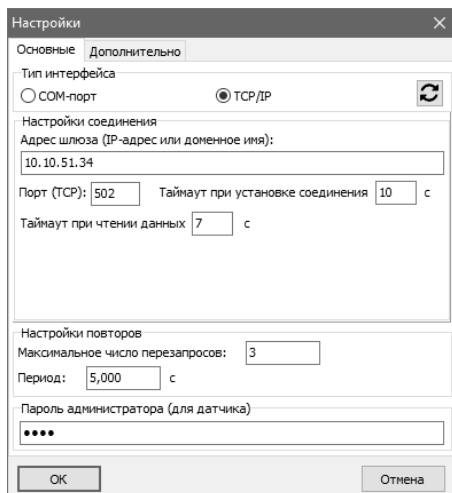 Настройки
Основные Дополнительно
Тип интерфейса
COM-порт TCP/IP
Настройки соединения
Адрес шлюза (IP-адрес или доменное имя):
10.10.51.34
Порт (TCP): 502 Таймаут при установке соединения 10 с
Таймаут при чтении данных 7 с
Настройки повторов
Максимальное число перезапросов: 3
Период: 5,000 с
Пароль администратора (для датчика)
••••
OK Отмена